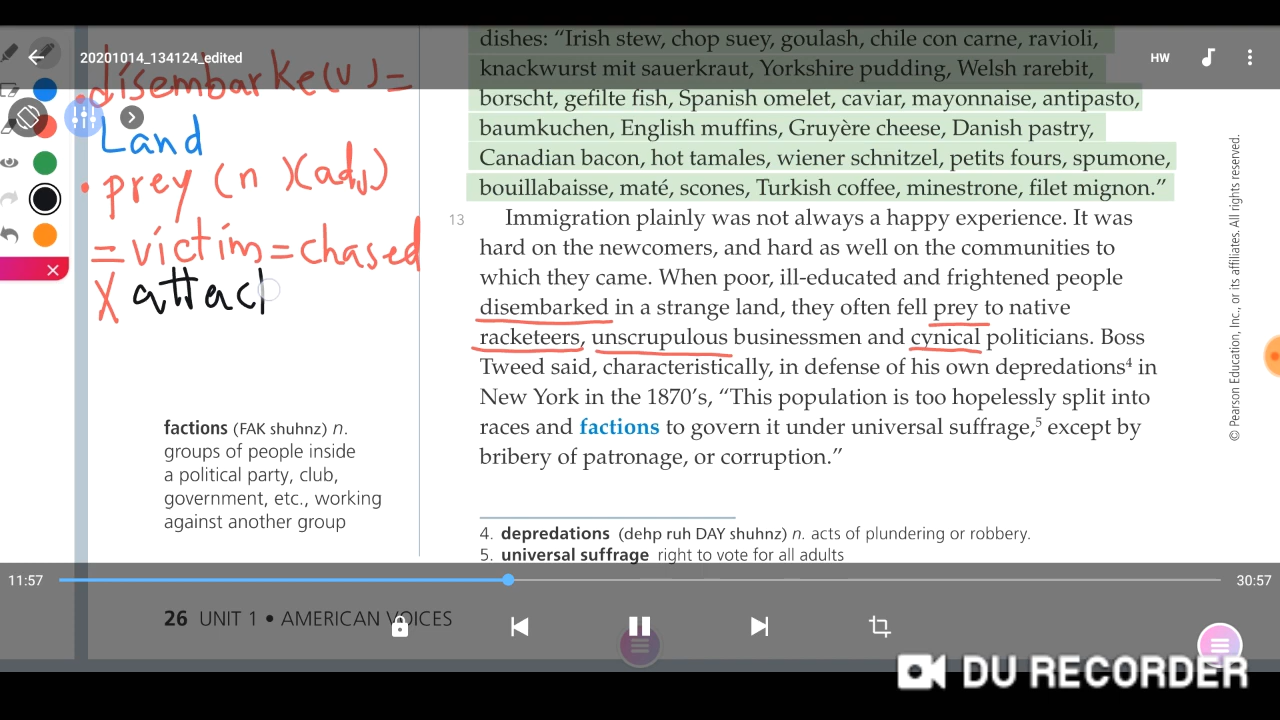 20201014_134124_edited
HW
disembarke(v) =
Land
• prey (n)(adj)
= victim = chased
X attac
factions (FAK shuhnz) n.
groups of people inside
a political party, club,
government, etc., working
against another group
dishes: “Irish stew, chop suey, goulash, chile con carne, ravioli,
knackwurst mit sauerkraut, Yorkshire pudding, Welsh rarebit,
borscht, gefilte fish, Spanish omelet, caviar, mayonnaise, antipasto,
baumkuchen, English muffins, Gruyère cheese, Danish pastry,
Canadian bacon, hot tamales, wiener schnitzel, petits fours, spumone,
bouillabaisse, maté, scones, Turkish coffee, minestrone, filet mignon.”
13 Immigration plainly was not always a happy experience. It was
hard on the newcomers, and hard as well on the communities to
which they came. When poor, ill-educated and frightened people
disembarked in a strange land, they often fell prey to native
racketeers, unscrupulous businessmen and cynical politicians. Boss
Tweed said, characteristically, in defense of his own depredations⁴ in
New York in the 1870’s, “This population is too hopelessly split into
races and factions to govern it under universal suffrage,⁵ except by
bribery of patronage, or corruption.”
4. depredations (dehp ruh DAY shuhnz) n. acts of plundering or robbery.
5. universal suffrage right to vote for all adults
© Pearson Education, Inc., or its affiliates. All rights reserved.
11:57
30:57
26 UNIT 1 • AMERICAN VOICES
DU RECORDER